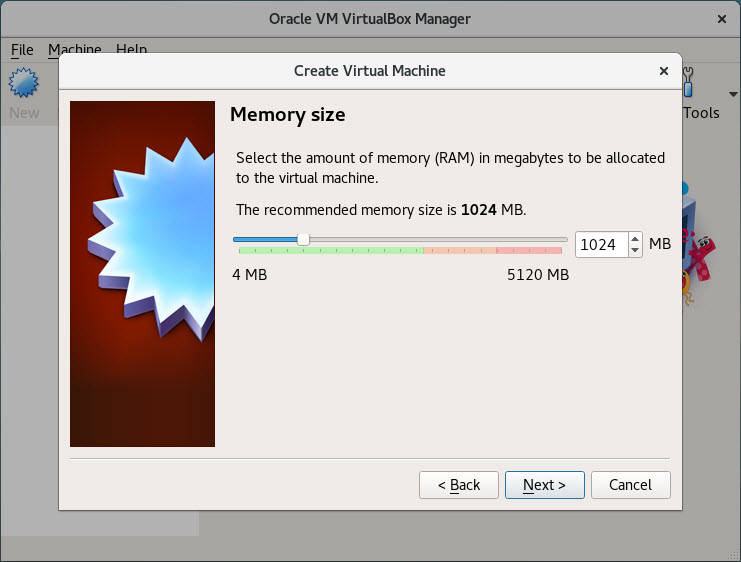 Oracle VM VirtualBox Manager
File Machine Help
New
Tools
Create Virtual Machine
Memory size
Select the amount of memory (RAM) in megabytes to be allocated
to the virtual machine.
The recommended memory size is 1024 MB.
1024 MB
4 MB 5120 MB
< Back Next > Cancel